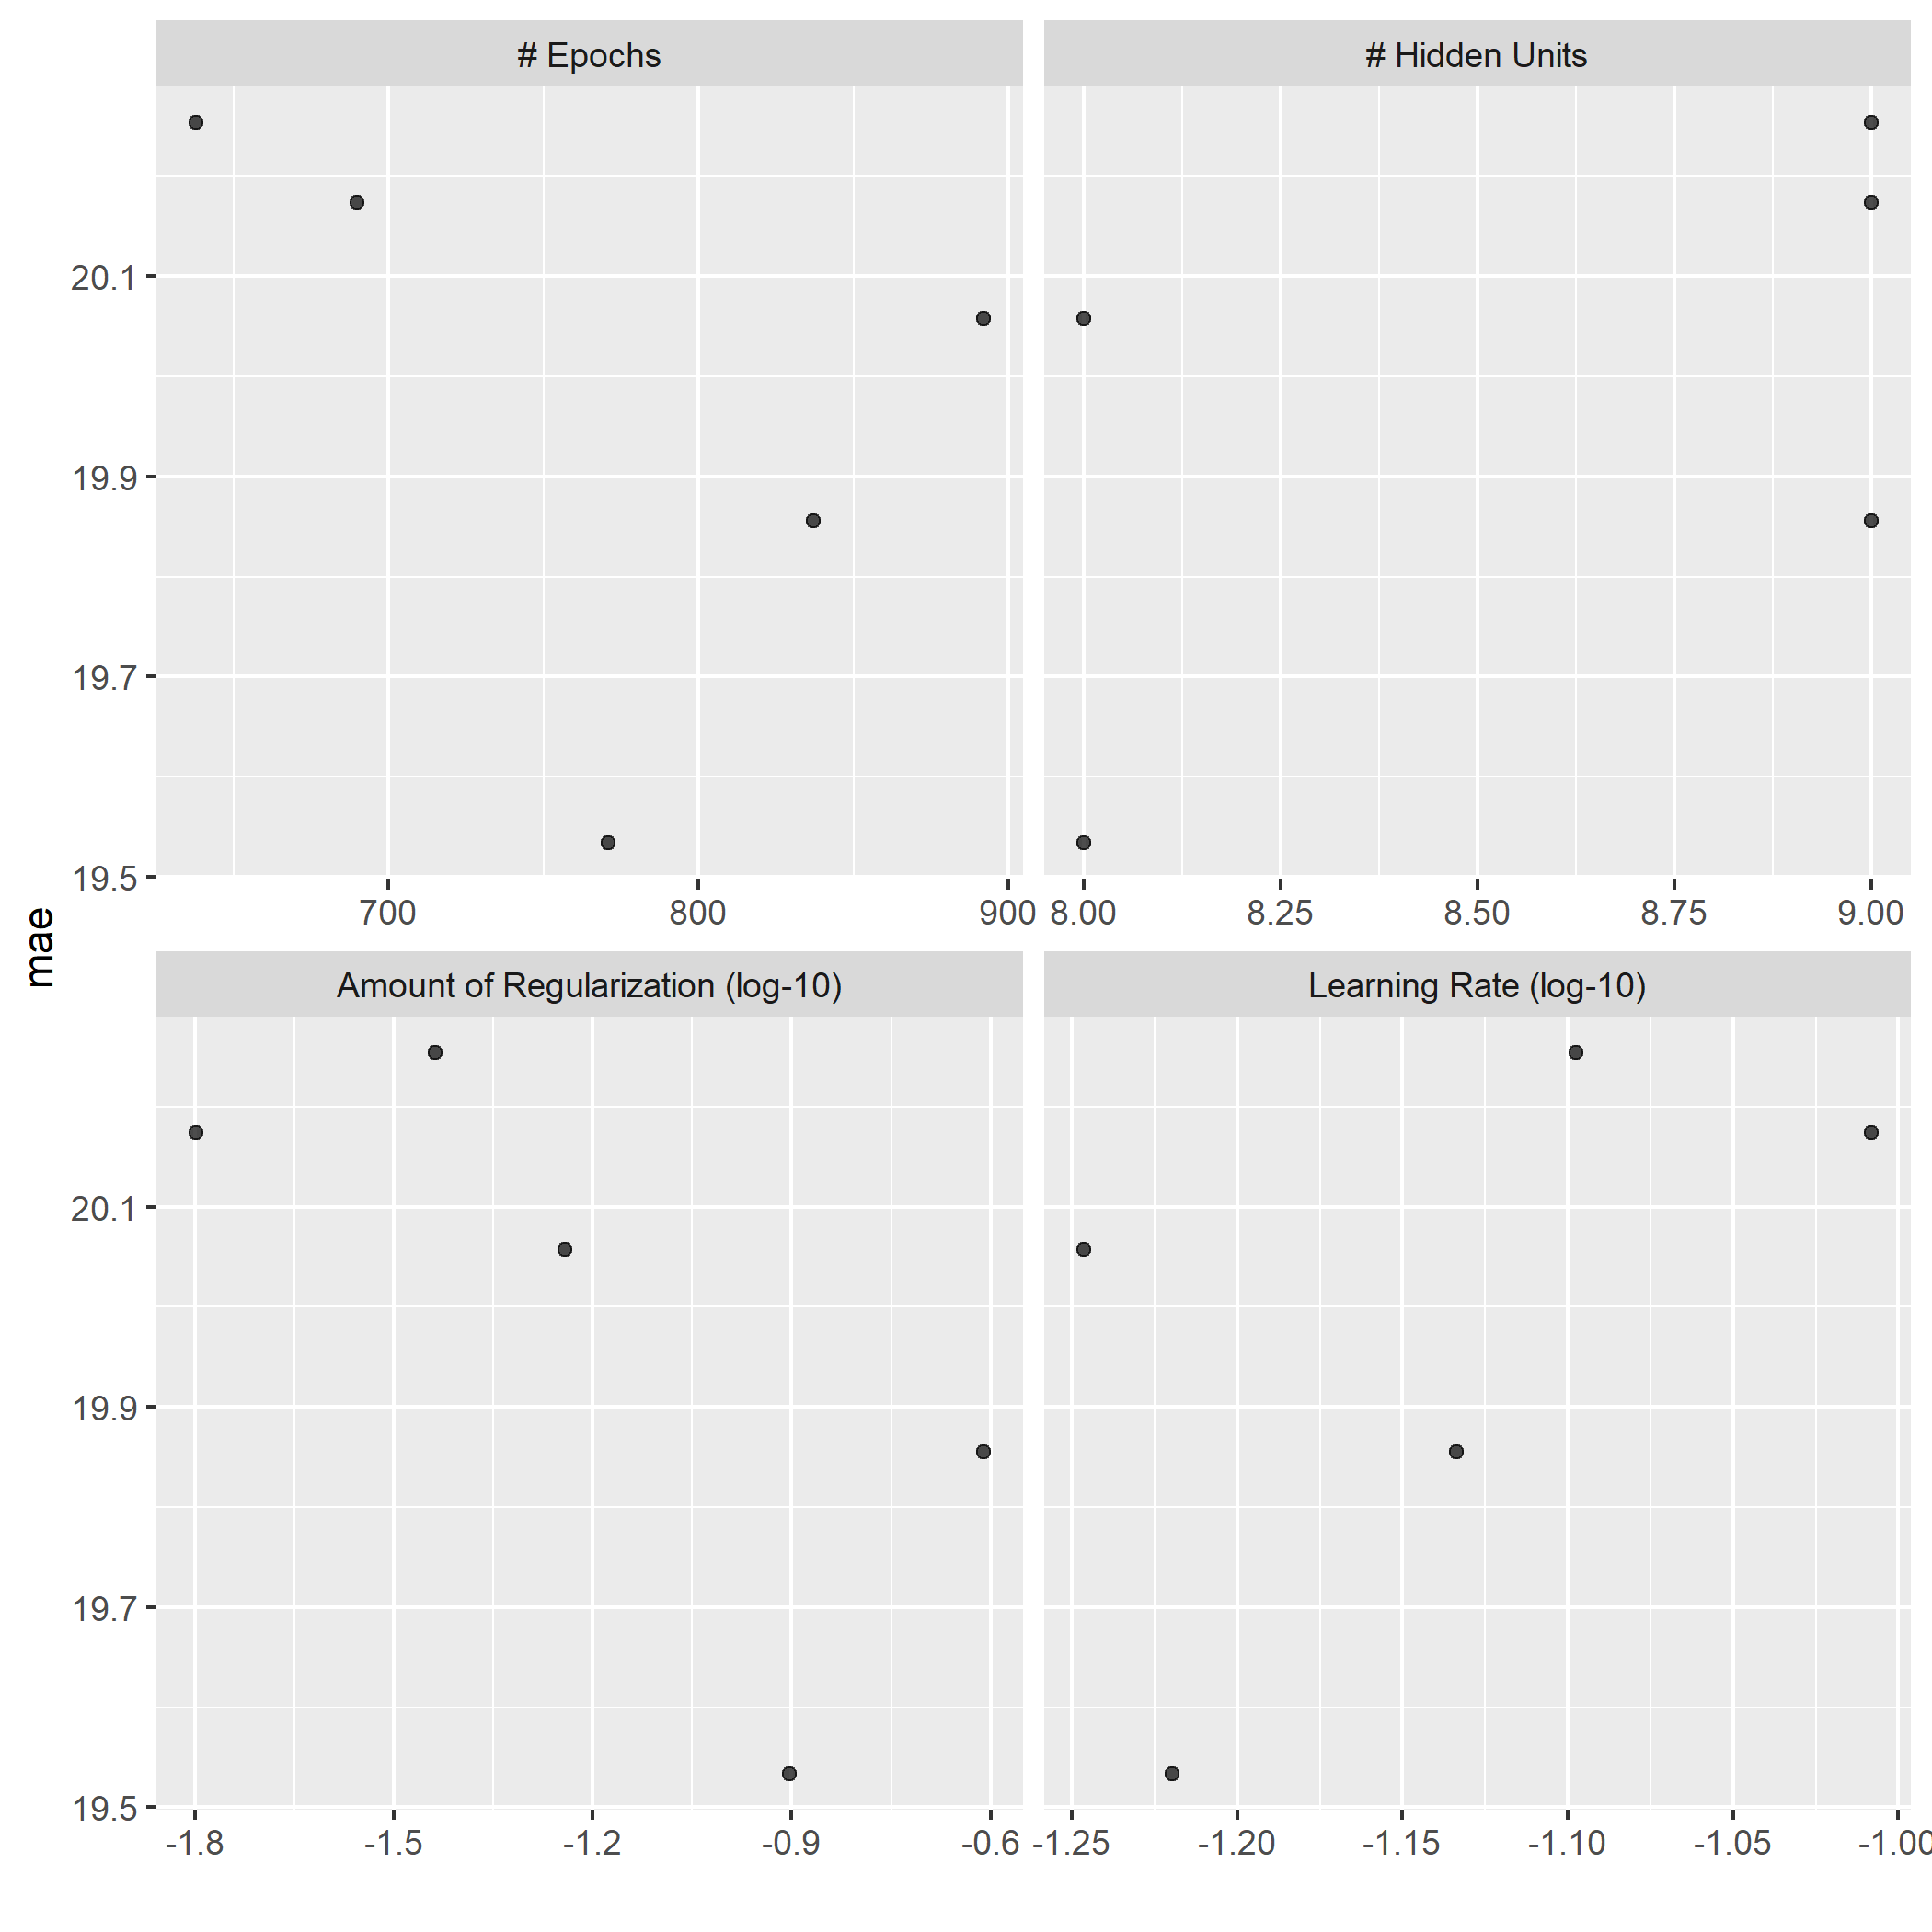 # Epochs
# Hidden Units
20.1
19.9
19.7
19.5
700 800 900 8.00 8.25 8.50 8.75 9.00
mae
Amount of Regularization (log-10)
Learning Rate (log-10)
20.1
19.9
19.7
19.5
-1.8 -1.5 -1.2 -0.9 -0.6 -1.25 -1.20 -1.15 -1.10 -1.05 -1.00